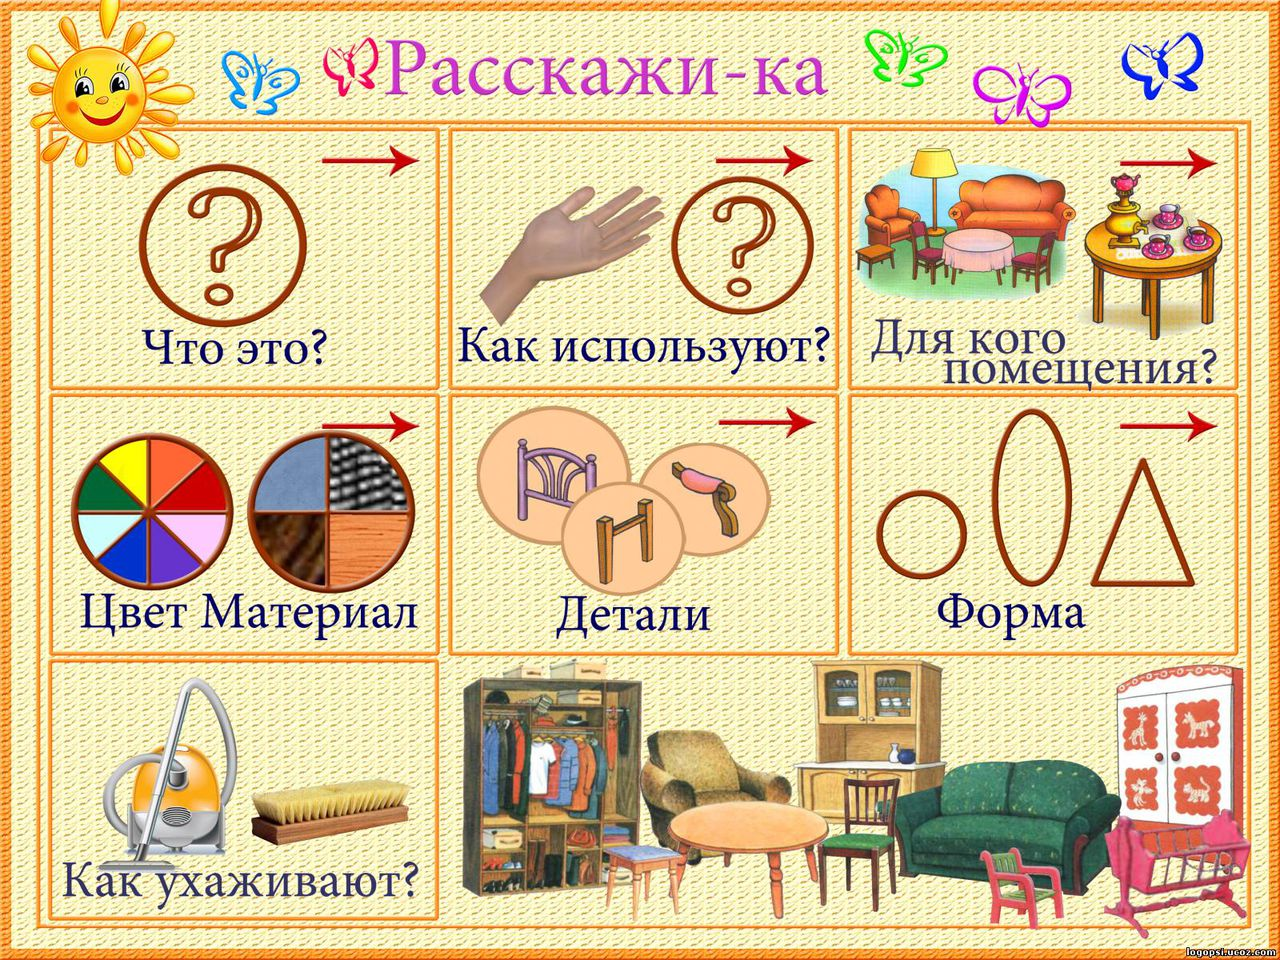 Расскажи-ка
Что это?
Как используют?
Для кого
помещения?
Цвет Материал
Детали
Форма
Как ухаживают?
logopsi.ucoz.com